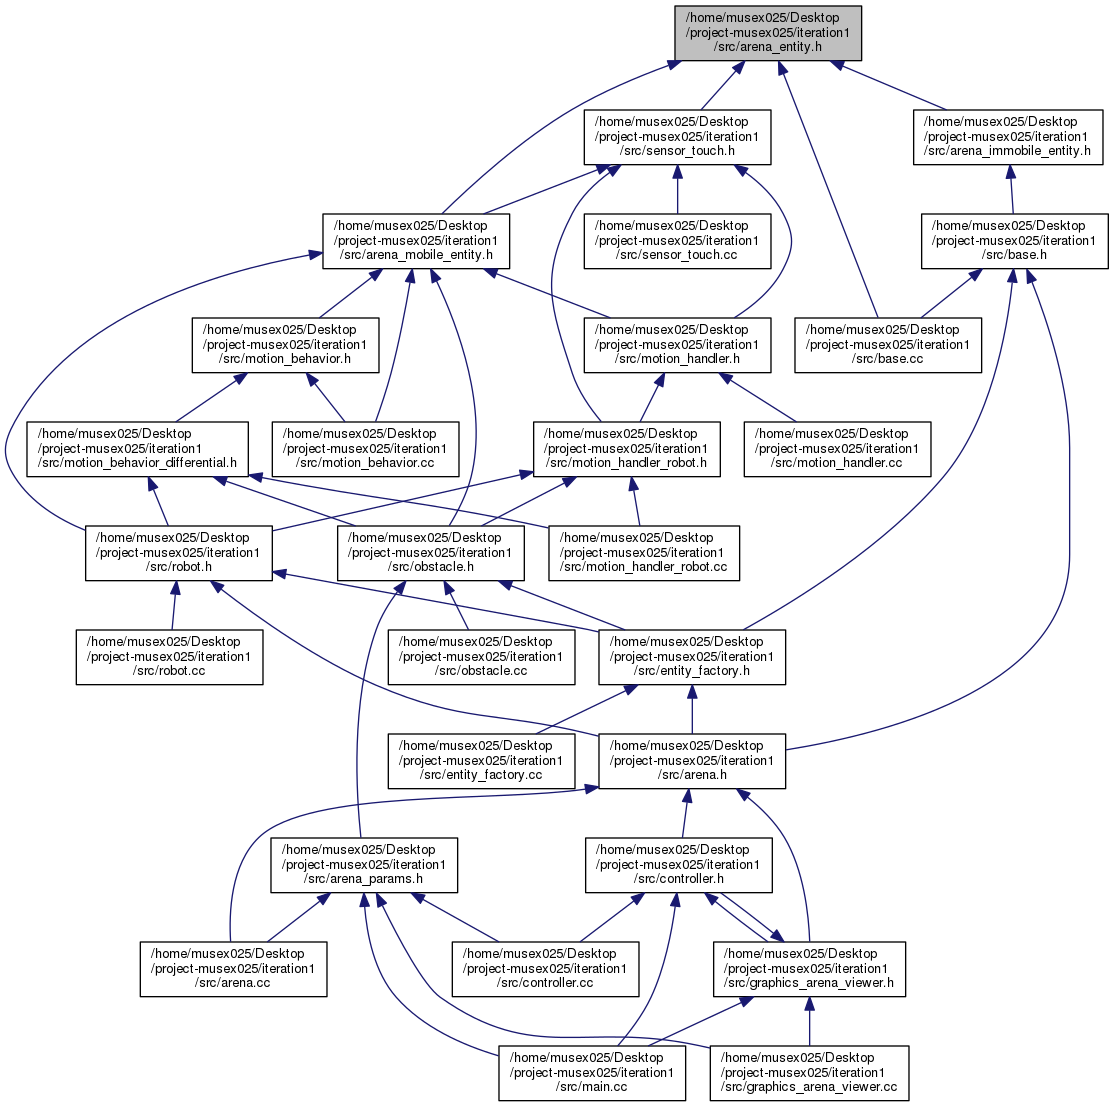 /home/musex025/Desktop
/project-musex025/iteration1
/src/arena_entity.h
/home/musex025/Desktop
/project-musex025/iteration1
/src/sensor_touch.h
/home/musex025/Desktop
/project-musex025/iteration1
/src/arena_immobile_entity.h
/home/musex025/Desktop
/project-musex025/iteration1
/src/arena_mobile_entity.h
/home/musex025/Desktop
/project-musex025/iteration1
/src/sensor_touch.cc
/home/musex025/Desktop
/project-musex025/iteration1
/src/base.h
/home/musex025/Desktop
/project-musex025/iteration1
/src/motion_behavior.h
/home/musex025/Desktop
/project-musex025/iteration1
/src/motion_handler.h
/home/musex025/Desktop
/project-musex025/iteration1
/src/base.cc
/home/musex025/Desktop
/project-musex025/iteration1
/src/motion_behavior_differential.h
/home/musex025/Desktop
/project-musex025/iteration1
/src/motion_behavior.cc
/home/musex025/Desktop
/project-musex025/iteration1
/src/motion_handler_robot.h
/home/musex025/Desktop
/project-musex025/iteration1
/src/motion_handler.cc
/home/musex025/Desktop
/project-musex025/iteration1
/src/robot.h
/home/musex025/Desktop
/project-musex025/iteration1
/src/obstacle.h
/home/musex025/Desktop
/project-musex025/iteration1
/src/motion_handler_robot.cc
/home/musex025/Desktop
/project-musex025/iteration1
/src/robot.cc
/home/musex025/Desktop
/project-musex025/iteration1
/src/obstacle.cc
/home/musex025/Desktop
/project-musex025/iteration1
/src/entity_factory.h
/home/musex025/Desktop
/project-musex025/iteration1
/src/entity_factory.cc
/home/musex025/Desktop
/project-musex025/iteration1
/src/arena.h
/home/musex025/Desktop
/project-musex025/iteration1
/src/arena_params.h
/home/musex025/Desktop
/project-musex025/iteration1
/src/controller.h
/home/musex025/Desktop
/project-musex025/iteration1
/src/arena.cc
/home/musex025/Desktop
/project-musex025/iteration1
/src/controller.cc
/home/musex025/Desktop
/project-musex025/iteration1
/src/graphics_arena_viewer.h
/home/musex025/Desktop
/project-musex025/iteration1
/src/main.cc
/home/musex025/Desktop
/project-musex025/iteration1
/src/graphics_arena_viewer.cc